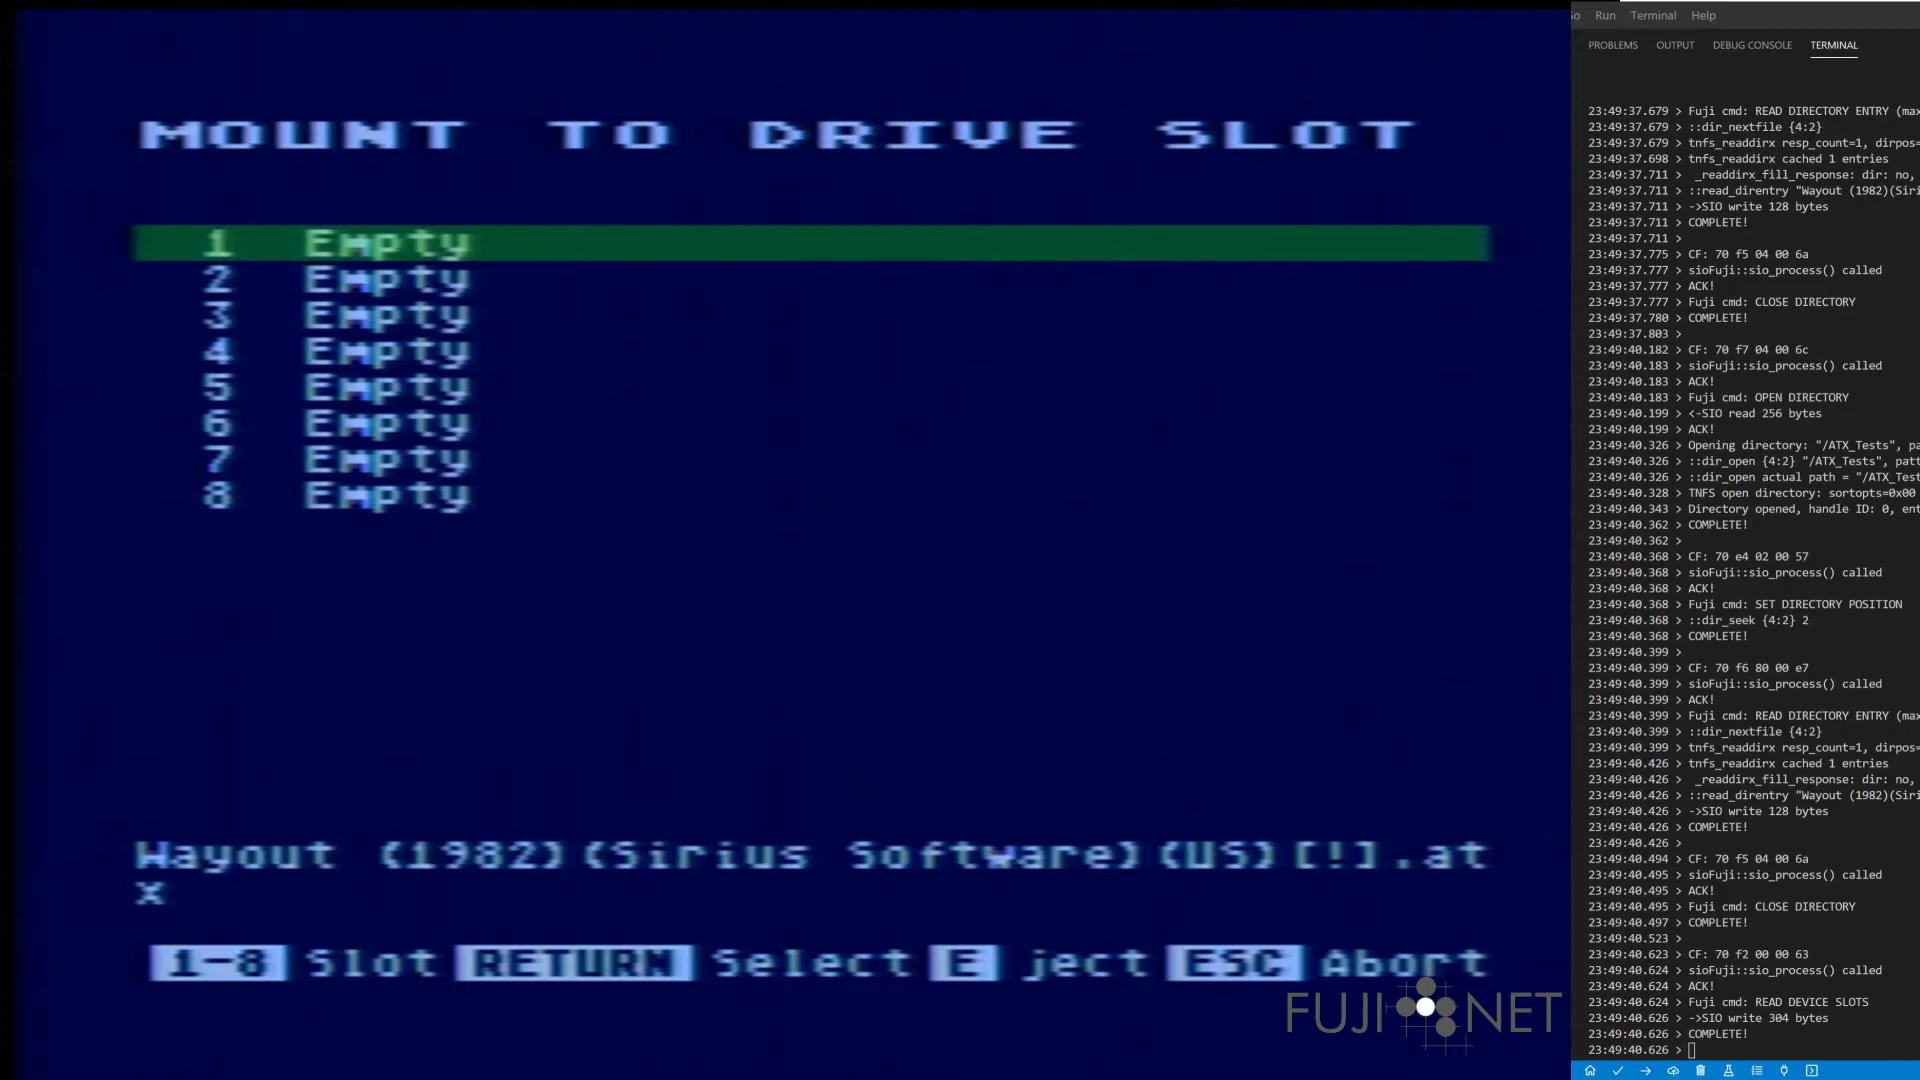 MOUNT TO DRIVE SLOT
1 Empty
2 Empty
3 Empty
4 Empty
5 Empty
6 Empty
7 Empty
8 Empty
Wayout (1982)(Sirius Software)(US)[!].at
x
1-8 Slot RETURN Select E ject ESC Abort
FUJI NET
Go Run Terminal Help
PROBLEMS OUTPUT DEBUG CONSOLE TERMINAL
23:49:37.679 > Fuji cmd: READ DIRECTORY ENTRY (max
23:49:37.679 > ::dir_nextfile {4:2}
23:49:37.679 > tnfs_readdirx resp_count=1, dirpos=
23:49:37.698 > tnfs_readdirx cached 1 entries
23:49:37.711 > _readdirx_fill_response: dir: no,
23:49:37.711 > ::read_direntry "Wayout (1982)(Siri
23:49:37.711 > ->SIO write 128 bytes
23:49:37.711 > COMPLETE!
23:49:37.711 >
23:49:37.775 > CF: 70 f5 04 00 6a
23:49:37.777 > sioFuji::sio_process() called
23:49:37.777 > ACK!
23:49:37.777 > Fuji cmd: CLOSE DIRECTORY
23:49:37.780 > COMPLETE!
23:49:37.803 >
23:49:40.182 > CF: 70 f7 04 00 6c
23:49:40.183 > sioFuji::sio_process() called
23:49:40.183 > ACK!
23:49:40.183 > Fuji cmd: OPEN DIRECTORY
23:49:40.199 > <-SIO read 256 bytes
23:49:40.199 > ACK!
23:49:40.326 > Opening directory: "/ATX_Tests", pa
23:49:40.326 > ::dir_open {4:2} "/ATX_Tests", patt
23:49:40.326 > ::dir_open actual path = "/ATX_Test
23:49:40.328 > TNFS open directory: sortopts=0x00
23:49:40.343 > Directory opened, handle ID: 0, ent
23:49:40.362 > COMPLETE!
23:49:40.362 >
23:49:40.368 > CF: 70 e4 02 00 57
23:49:40.368 > sioFuji::sio_process() called
23:49:40.368 > ACK!
23:49:40.368 > Fuji cmd: SET DIRECTORY POSITION
23:49:40.368 > ::dir_seek {4:2} 2
23:49:40.368 > COMPLETE!
23:49:40.399 >
23:49:40.399 > CF: 70 f6 80 00 e7
23:49:40.399 > sioFuji::sio_process() called
23:49:40.399 > ACK!
23:49:40.399 > Fuji cmd: READ DIRECTORY ENTRY (max
23:49:40.399 > ::dir_nextfile {4:2}
23:49:40.399 > tnfs_readdirx resp_count=1, dirpos=
23:49:40.426 > tnfs_readdirx cached 1 entries
23:49:40.426 > _readdirx_fill_response: dir: no,
23:49:40.426 > ::read_direntry "Wayout (1982)(Siri
23:49:40.426 > ->SIO write 128 bytes
23:49:40.426 > COMPLETE!
23:49:40.426 >
23:49:40.494 > CF: 70 f5 04 00 6a
23:49:40.495 > sioFuji::sio_process() called
23:49:40.495 > ACK!
23:49:40.495 > Fuji cmd: CLOSE DIRECTORY
23:49:40.497 > COMPLETE!
23:49:40.523 >
23:49:40.623 > CF: 70 f2 00 00 63
23:49:40.624 > sioFuji::sio_process() called
23:49:40.624 > ACK!
23:49:40.624 > Fuji cmd: READ DEVICE SLOTS
23:49:40.626 > ->SIO write 304 bytes
23:49:40.626 > COMPLETE!
23:49:40.626 >